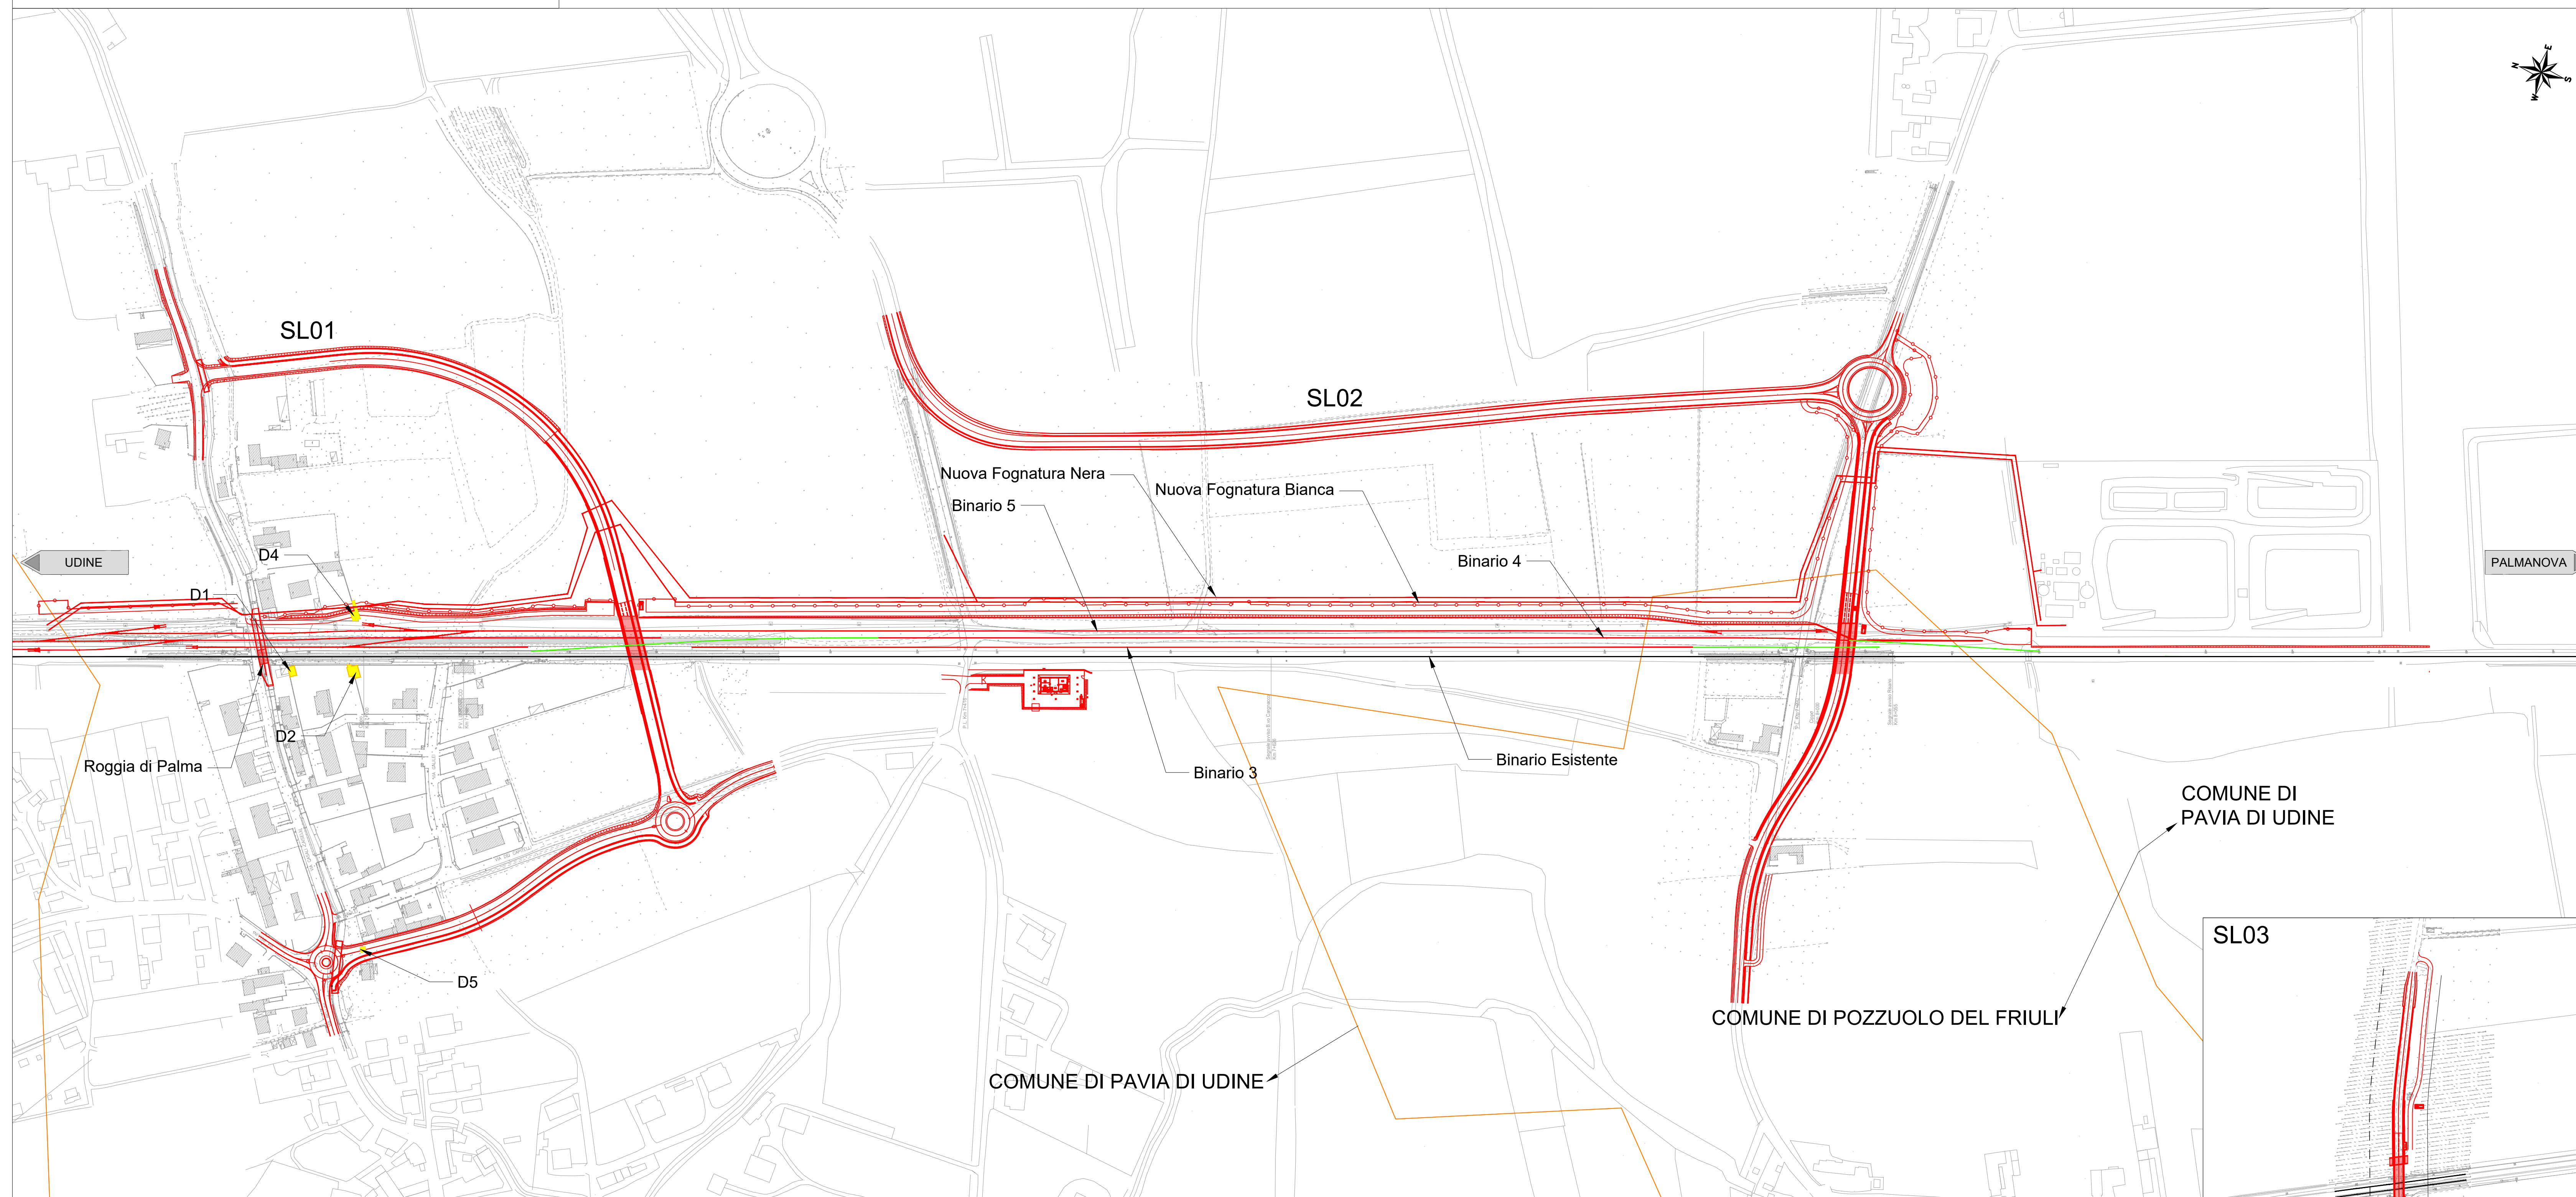 E
N
S
W
SL01
SL02
Nuova Fognatura Nera
Nuova Fognatura Bianca
Binario 5
Binario 4
D4
UDINE
PALMANOVA
D1
D2
Roggia di Palma
Binario 3
Binario Esistente
COMUNE DI
PAVIA DI UDINE
SL03
D5
COMUNE DI POZZUOLO DEL FRIULI
COMUNE DI PAVIA DI UDINE